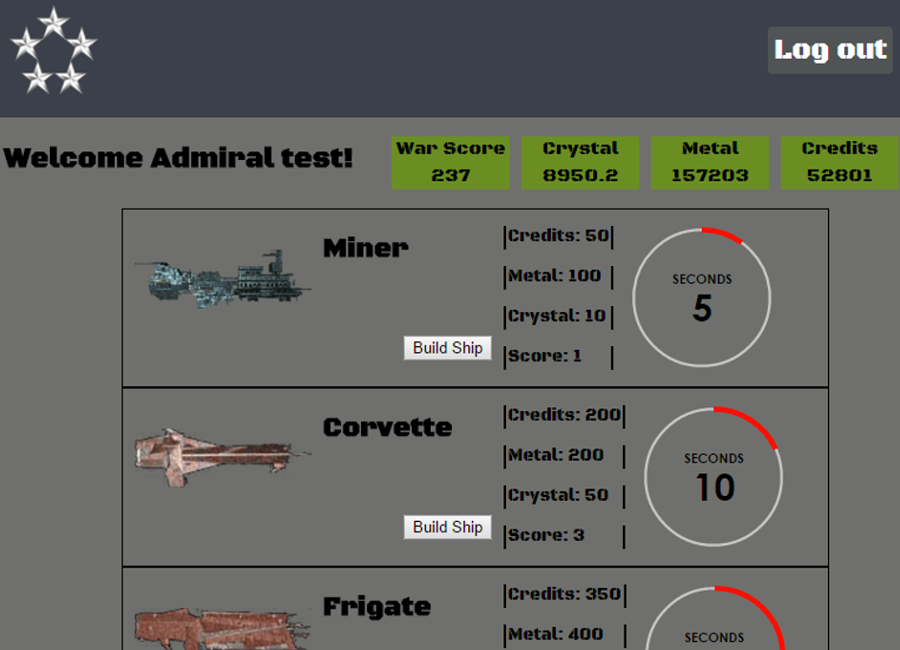 Log out
Welcome Admiral test!
War Score
237
Crystal
8950.2
Metal
157203
Credits
52801
Miner
Credits: 50
Metal: 100
Crystal: 10
Score: 1
Build Ship
SECONDS
5
Corvette
Credits: 200
Metal: 200
Crystal: 50
Score: 3
Build Ship
SECONDS
10
Frigate
Credits: 350
Metal: 400
SECONDS